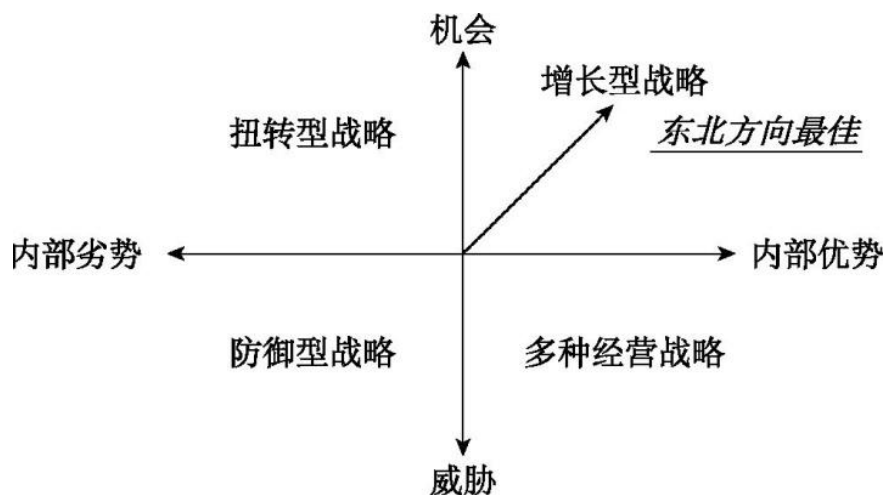 机会
增长型战略
扭转型战略
东北方向最佳
内部劣势
内部优势
防御型战略
多种经营战略
威胁